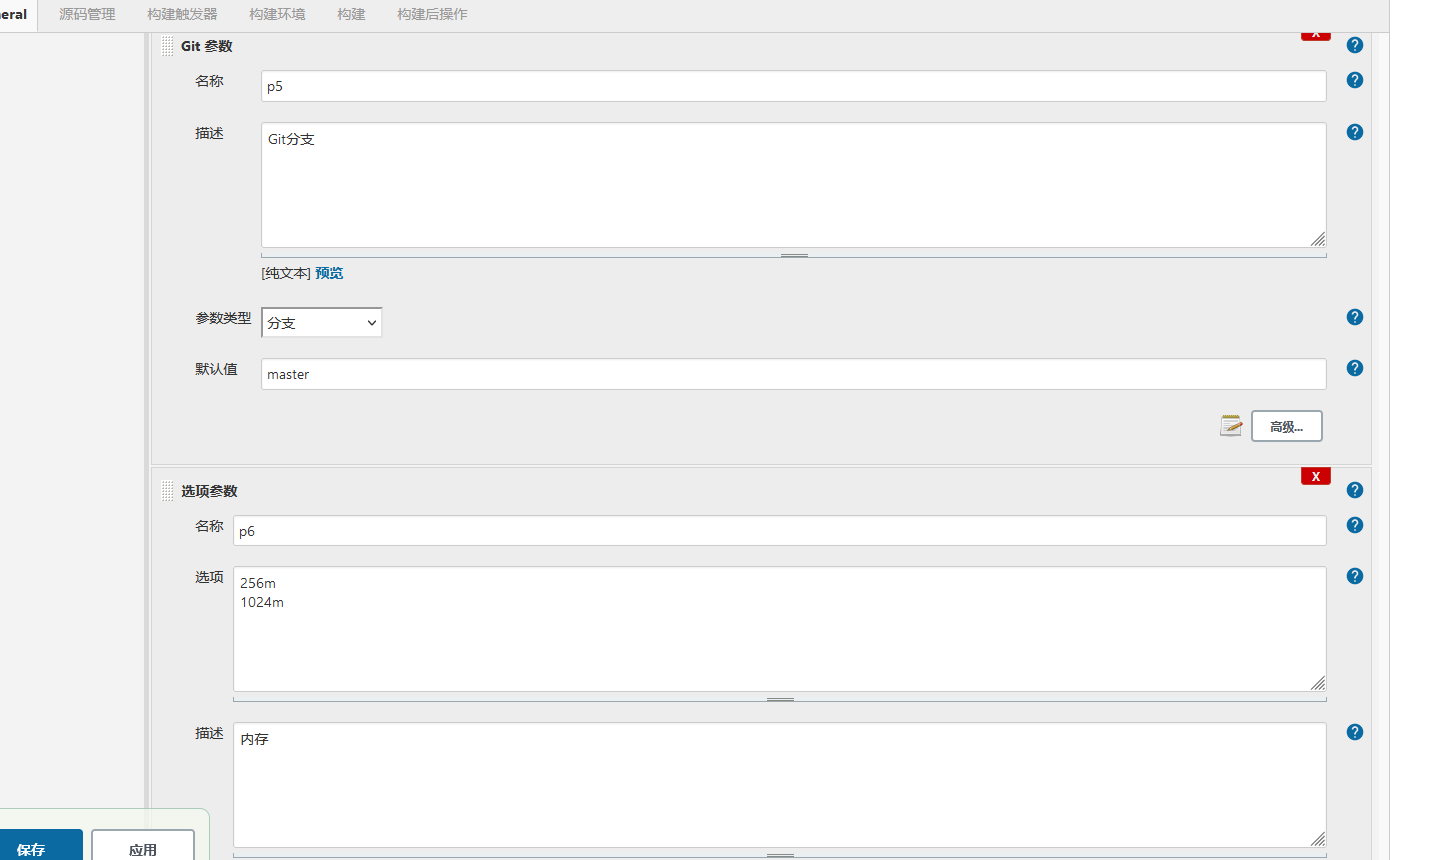 eral 源码管理 构建触发器 构建环境 构建 构建后操作
Git 参数
X
名称
p5
描述
Git分支
[纯文本] 预览
参数类型
分支
默认值
master
高级...
X
选项参数
名称
p6
选项
256m
1024m
描述
内存
保存 应用